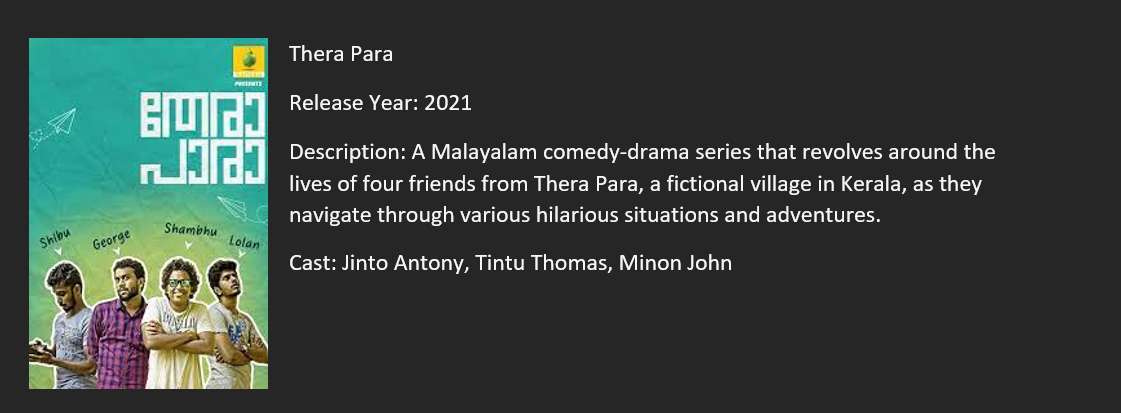 PRESENTS
തേരാ
പാരാ
Shibu
George
Shambhu
Lolan
Thera Para
Release Year: 2021
Description: A Malayalam comedy-drama series that revolves around the
lives of four friends from Thera Para, a fictional village in Kerala, as they
navigate through various hilarious situations and adventures.
Cast: Jinto Antony, Tintu Thomas, Minon John